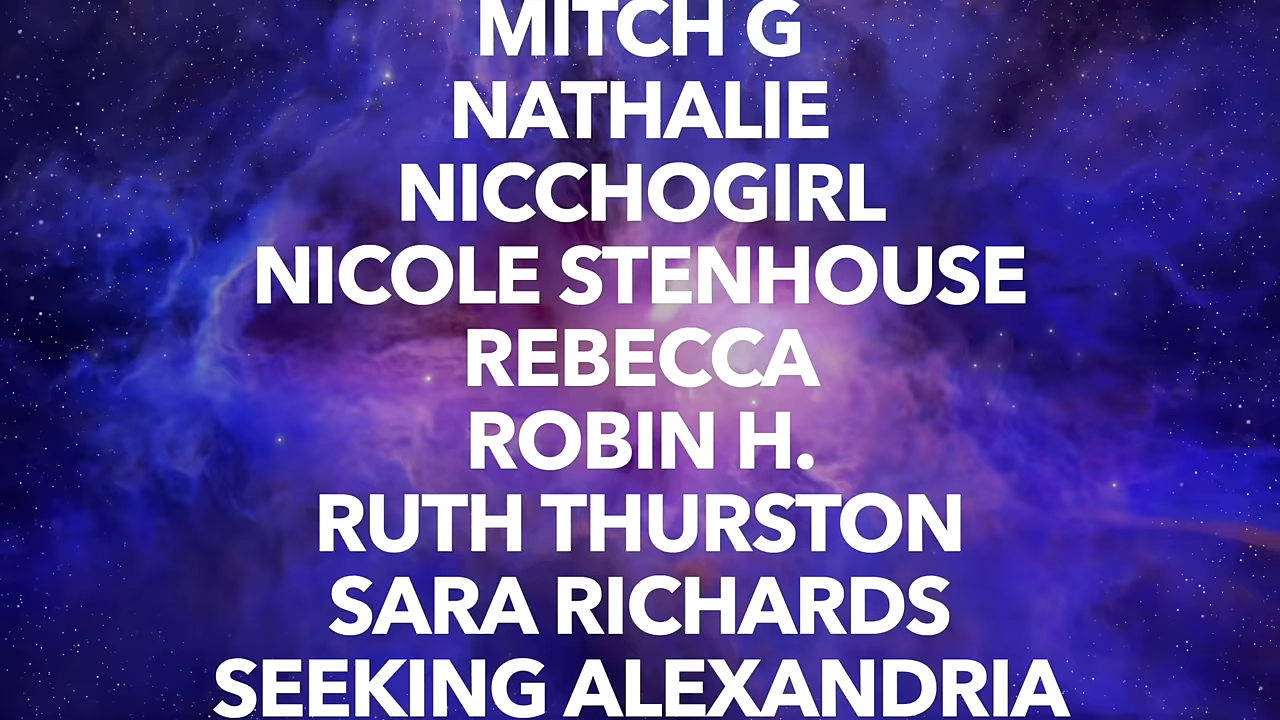 MITCH G
NATHALIE
NICCHOGIRL
NICOLE STENHOUSE
REBECCA
ROBIN H.
RUTH THURSTON
SARA RICHARDS
SEEKING ALEXANDRIA